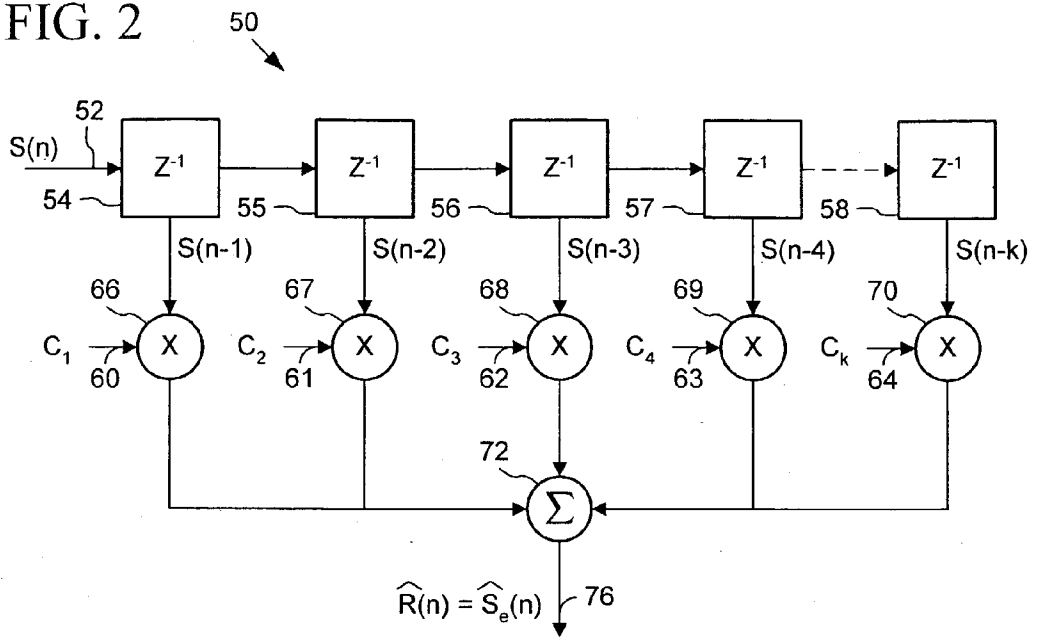 FIG. 2
50
52
S(n)
Z⁻¹ Z⁻¹ Z⁻¹ Z⁻¹ Z⁻¹
54 55 56 57 58
S(n-1) S(n-2) S(n-3) S(n-4) S(n-k)
66 67 68 69 70
C₁ X C₂ X C₃ X C₄ X Cₖ X
60 61 62 63 64
72
Σ
R̂(n) = Ŝₑ(n) 76